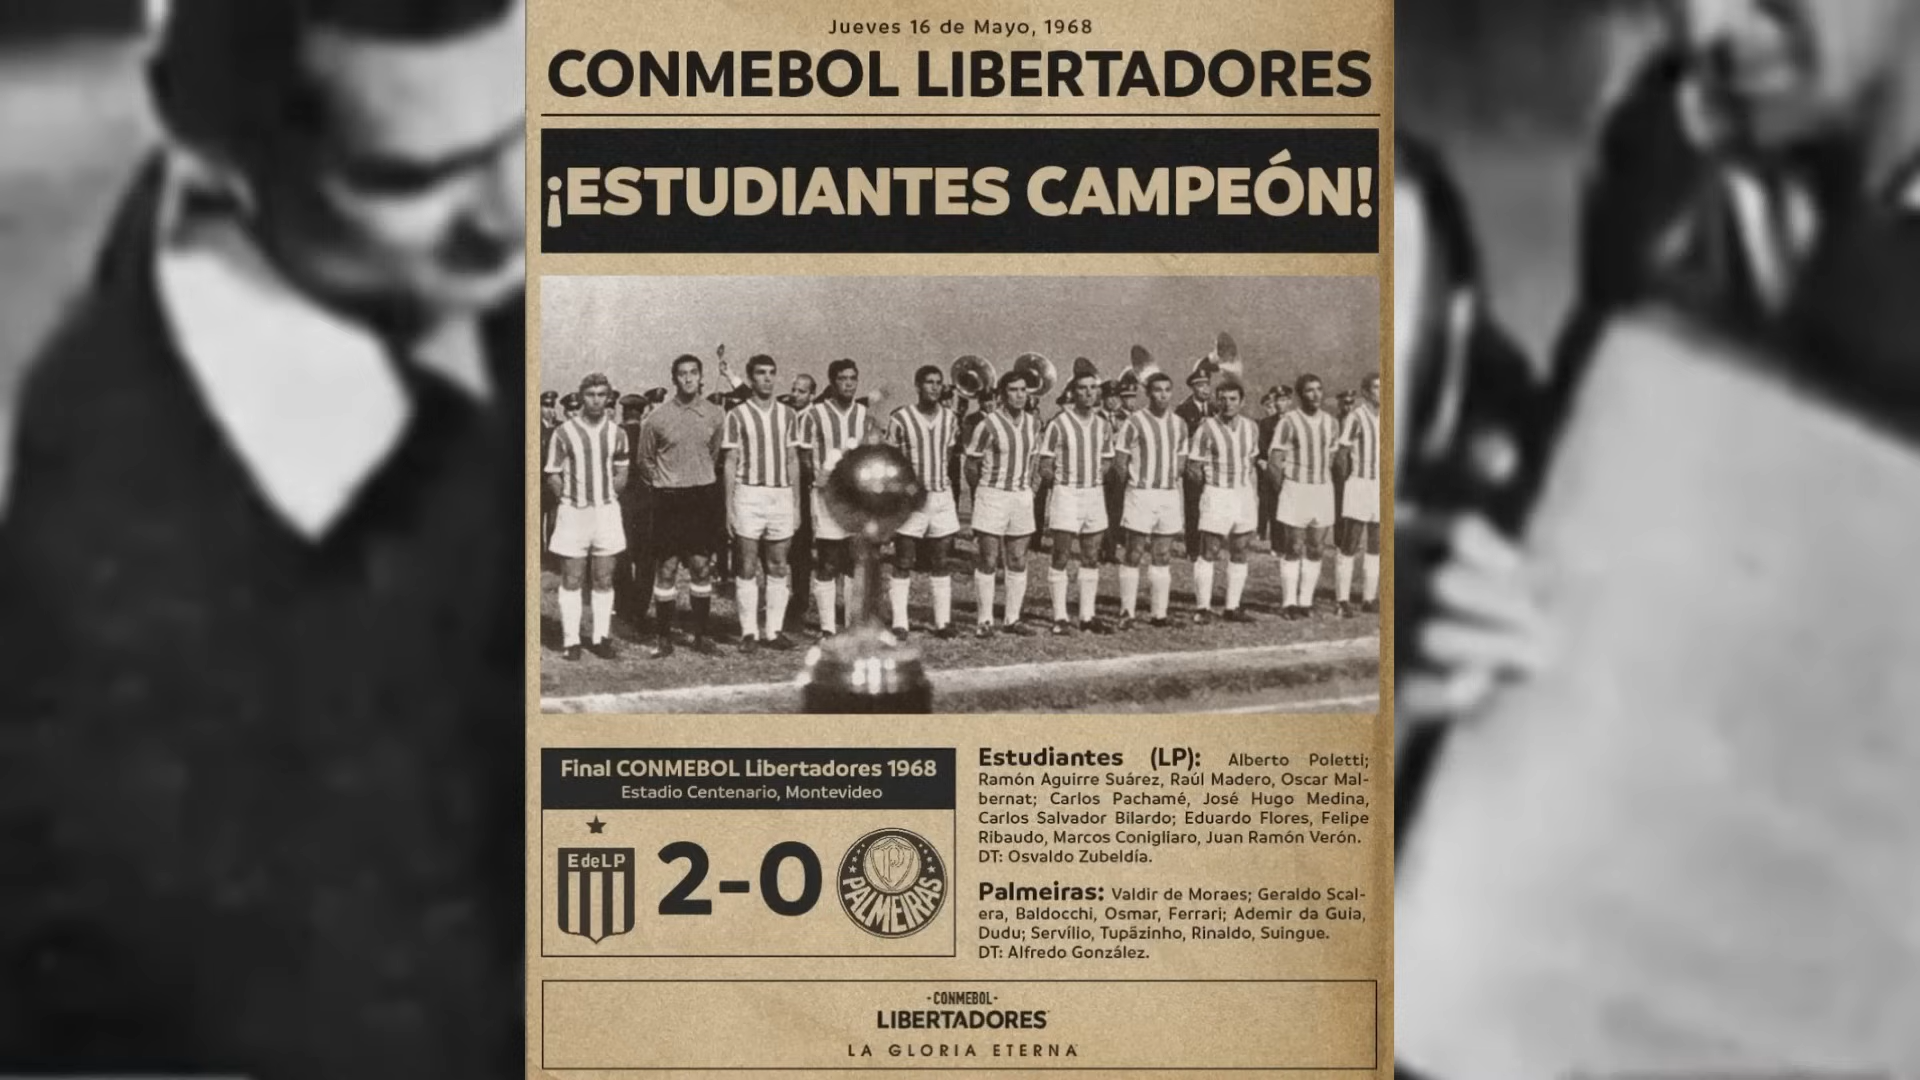 Jueves 16 de Mayo, 1968
CONMEBOL LIBERTADORES
¡ESTUDIANTES CAMPEÓN!
Final CONMEBOL Libertadores 1968
Estadio Centenario, Montevideo
E de LP
2-0
PALMEIRAS
Estudiantes (LP): Alberto Poletti;
Ramón Aguirre Suárez, Raúl Madero, Oscar Mal-
bernat; Carlos Pachamé, José Hugo Medina,
Carlos Salvador Bilardo; Eduardo Flores, Felipe
Ribaudo, Marcos Conigliaro, Juan Ramón Verón.
DT: Osvaldo Zubeldía.
Palmeiras: Valdir de Moraes; Geraldo Scal-
era, Baldocchi, Osmar, Ferrari; Ademir da Guia,
Dudu; Servílio, Tupãzinho, Rinaldo, Suingue.
DT: Alfredo González.
-CONMEBOL-
LIBERTADORES
LA GLORIA ETERNA